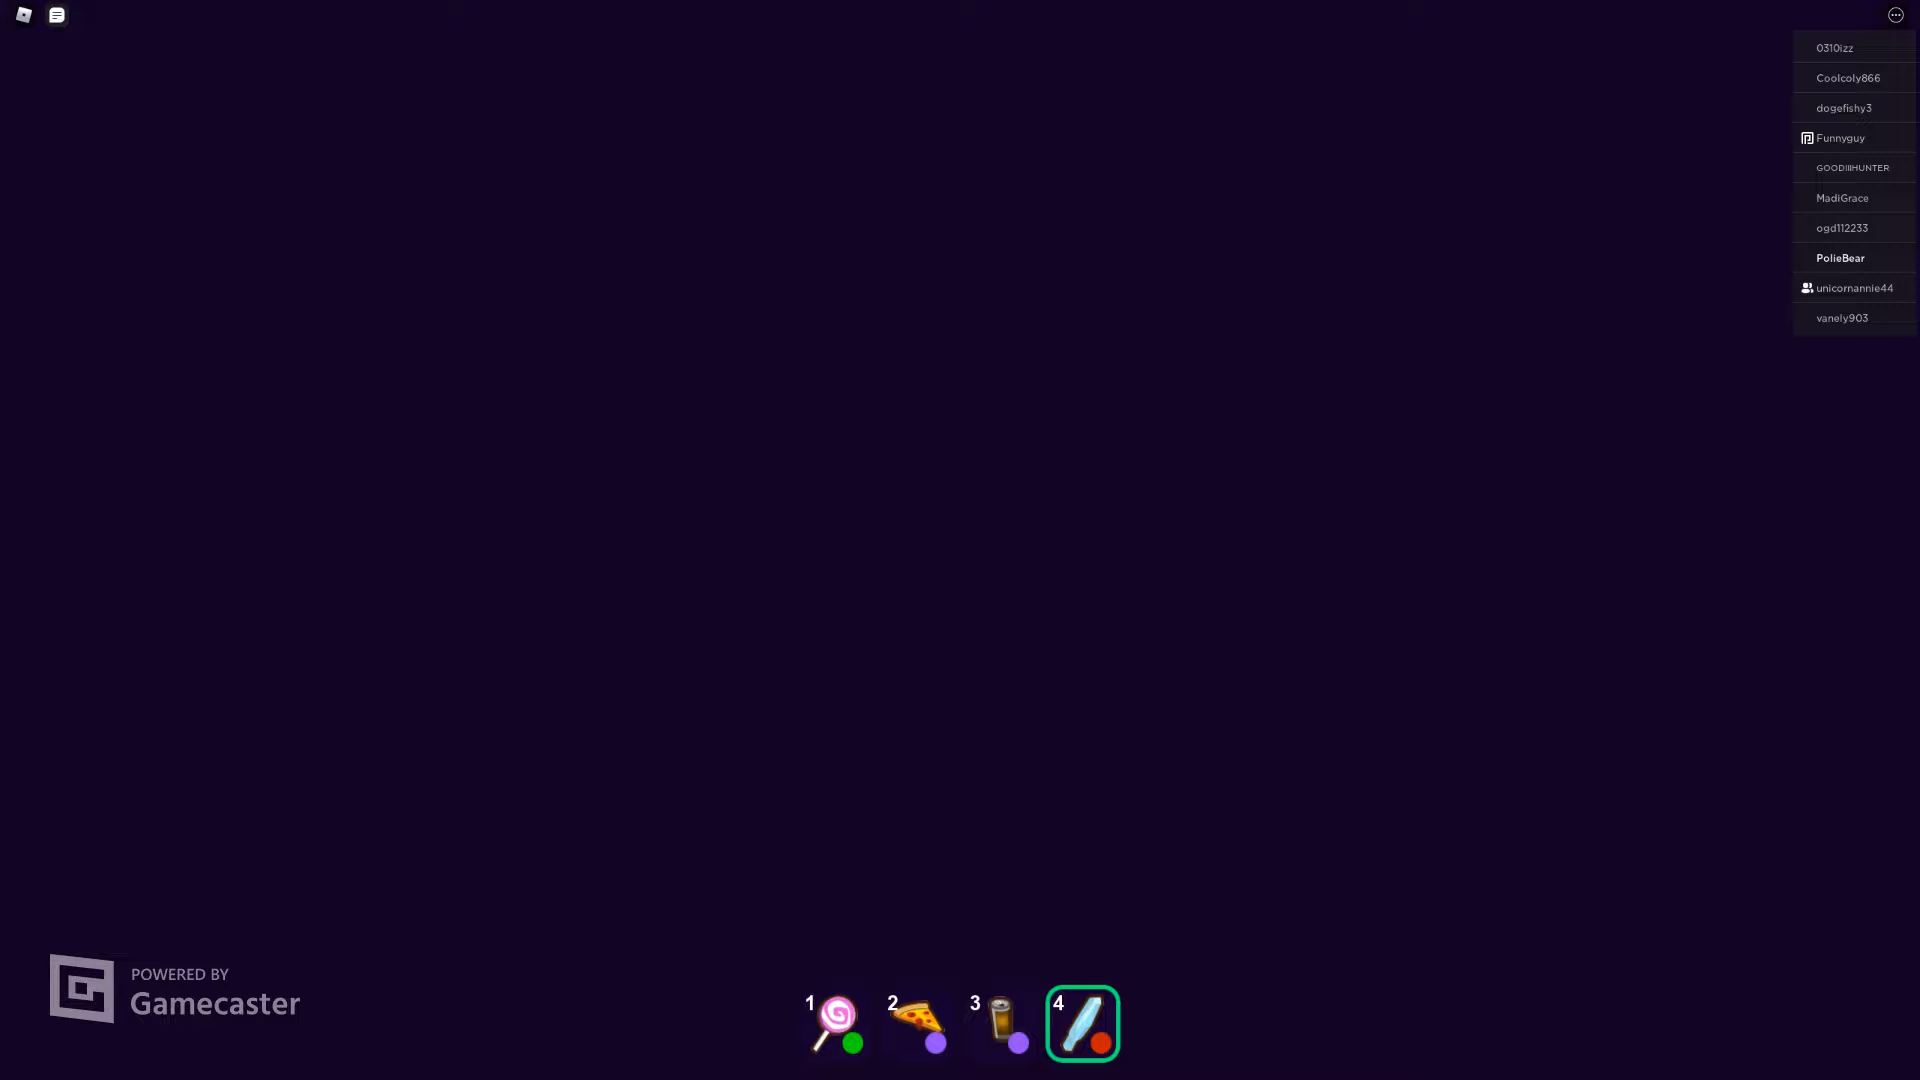 0310izz
Coolcoly866
dogefishy3
Funnyguy
GOODIIIHUNTER
MadiGrace
ogd112233
PolieBear
unicornannie44
vanely903
POWERED BY
Gamecaster
1 2 3 4